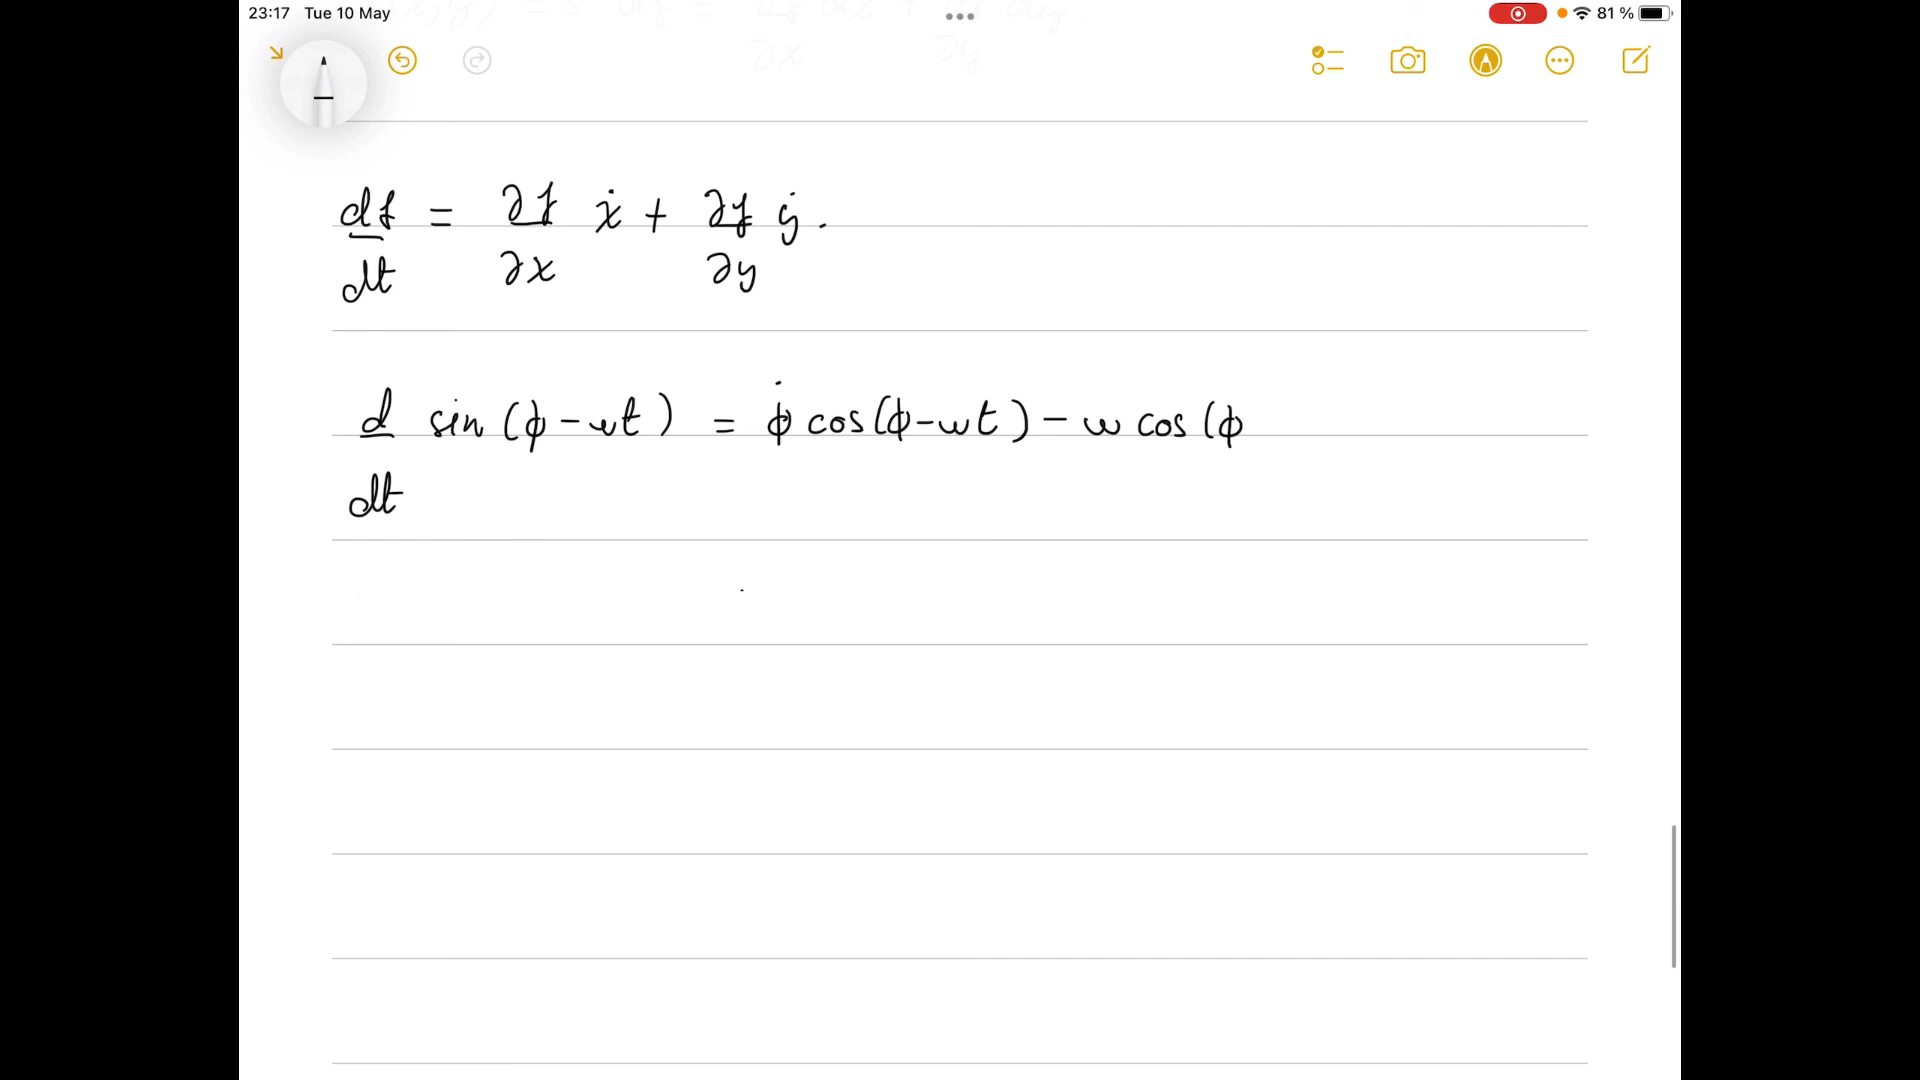 23:17 Tue 10 May 81 %
df/dt = ∂f/∂x ẋ + ∂f/∂y ẏ.
d/dt sin(ϕ-ωt) = ϕ̇ cos(ϕ-ωt) - ω cos(ϕ